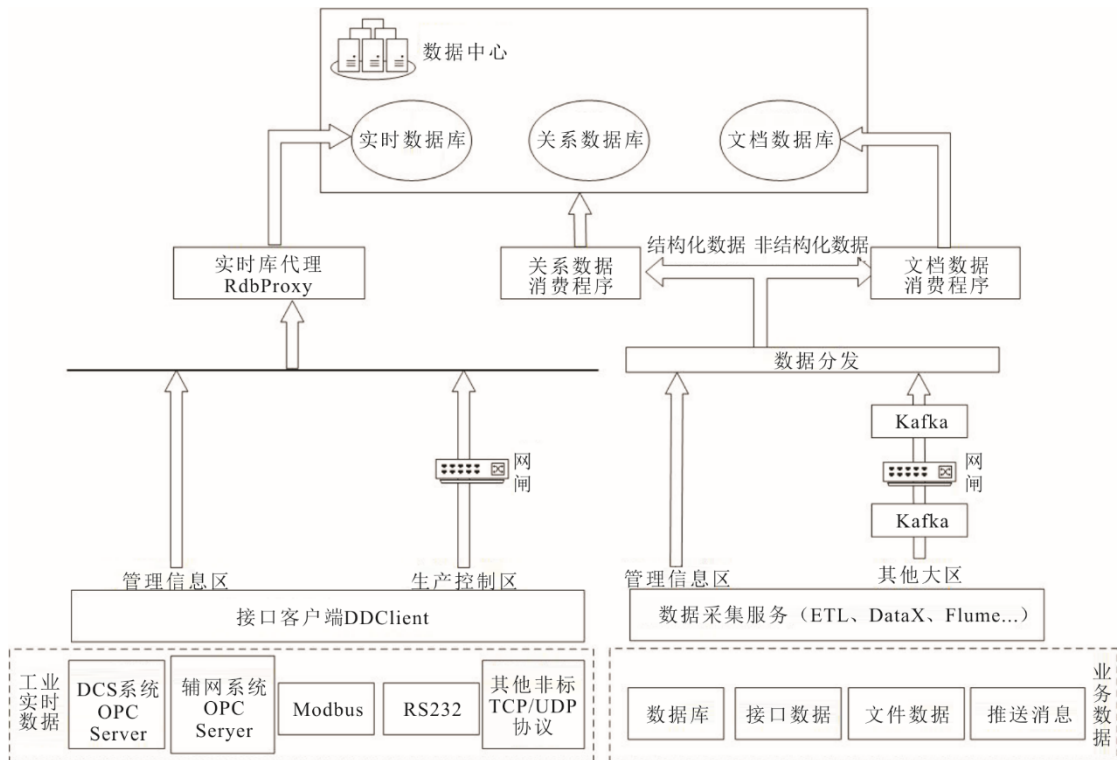 数据中心
实时数据库
关系数据库
文档数据库
结构化数据 非结构化数据
实时库代理
RdbProxy
关系数据
消费程序
文档数据
消费程序
数据分发
Kafka
网
闸
网
闸
Kafka
管理信息区
生产控制区
管理信息区
其他大区
接口客户端DDClient
数据采集服务（ETL、DataX、Flume...）
工业
实时
数据
DCS系统
OPC
Server
辅网系统
OPC
Seryer
Modbus
RS232
其他非标
TCP/UDP
协议
数据库
接口数据
文件数据
推送消息
业
务
数
据